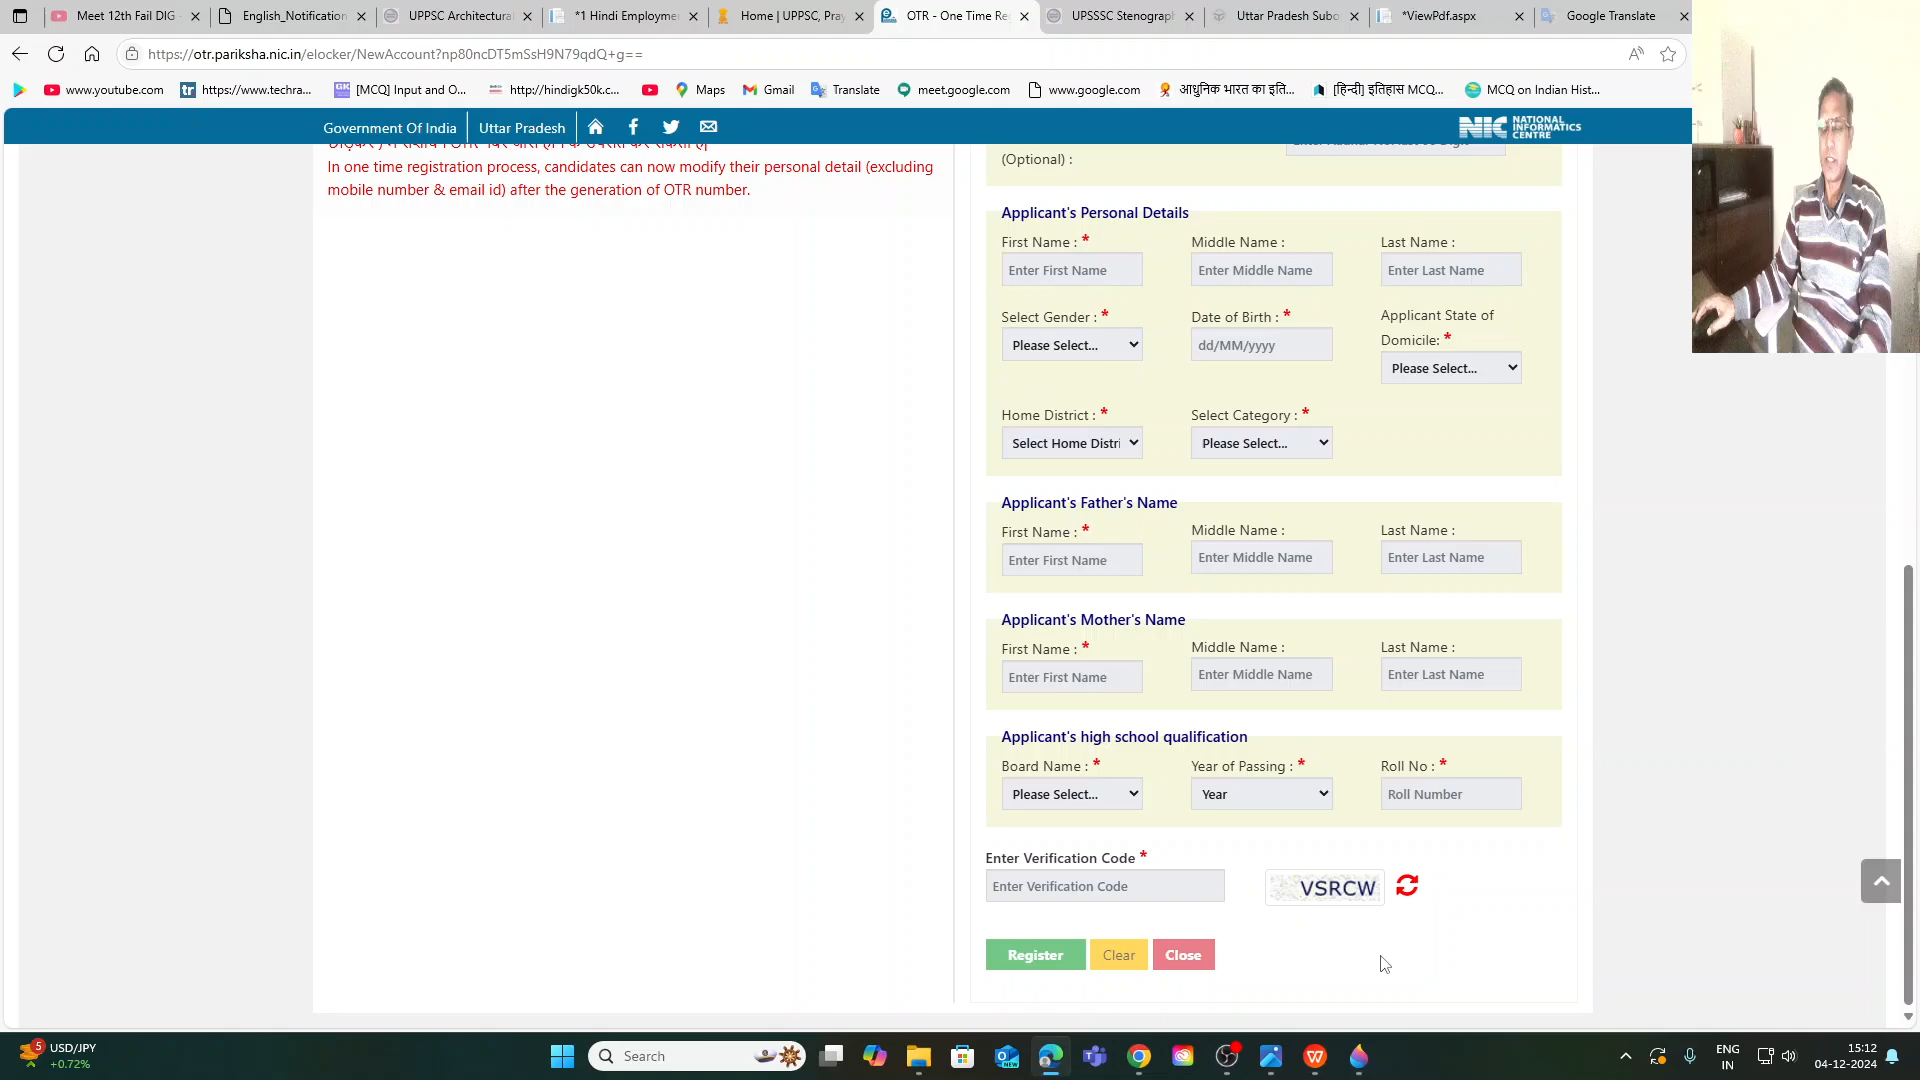 Meet 12th Fail DIG
English_Notification
UPPSC Architectural
*1 Hindi Employme
Home | UPPSC, Pray
OTR - One Time Re
UPSSSC Stenograph
Uttar Pradesh Subo
*ViewPdf.aspx
Google Translate
https://otr.pariksha.nic.in/elocker/NewAccount?np80ncDT5mSsH9N79qdQ+g==
www.youtube.com
https://www.techra...
[MCQ] Input and O...
http://hindigk50k.c...
Maps
Gmail
Translate
meet.google.com
www.google.com
आधुनिक भारत का इति...
[हिन्दी] इतिहास MCQ...
MCQ on Indian Hist...
Government Of India
Uttar Pradesh
NIC NATIONAL
INFORMATICS
CENTRE
In one time registration process, candidates can now modify their personal detail (excluding
mobile number & email id) after the generation of OTR number.
(Optional) :
Applicant's Personal Details
First Name : * Middle Name : Last Name :
Enter First Name Enter Middle Name Enter Last Name
Select Gender : * Date of Birth : * Applicant State of
Domicile: *
Please Select... dd/MM/yyyy Please Select...
Home District : * Select Category : *
Select Home Distri Please Select...
Applicant's Father's Name
First Name : * Middle Name : Last Name :
Enter First Name Enter Middle Name Enter Last Name
Applicant's Mother's Name
First Name : * Middle Name : Last Name :
Enter First Name Enter Middle Name Enter Last Name
Applicant's high school qualification
Board Name : * Year of Passing : * Roll No : *
Please Select... Year Roll Number
Enter Verification Code *
Enter Verification Code VSRCW
Register Clear Close
5
USD/JPY
+0.72%
Search
NEW
ENG
IN
15:12
04-12-2024